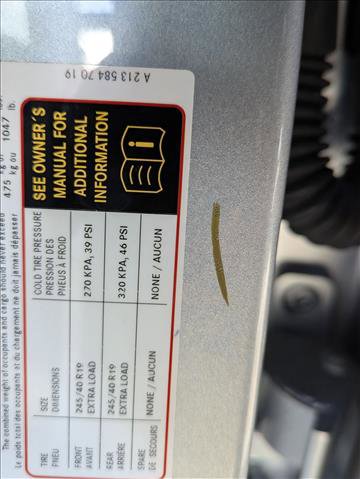 The combined weight of occupants and cargo should never exceed 475 kg or 1047 lb.
Le poids total des occupants et du chargement ne doit jamais dépasser 475 kg ou
TIRE SIZE COLD TIRE PRESSURE
PNEU DIMENSIONS PRESSION DES
PNEUS À FROID
FRONT 245/40 R19 270 KPA, 39 PSI
AVANT EXTRA LOAD
REAR 245/40 R19 320 KPA, 46 PSI
ARRIÈRE EXTRA LOAD
SPARE NONE / AUCUN NONE / AUCUN
DE SECOURS
SEE OWNER'S
MANUAL FOR
ADDITIONAL
INFORMATION
A 213 584 70 19